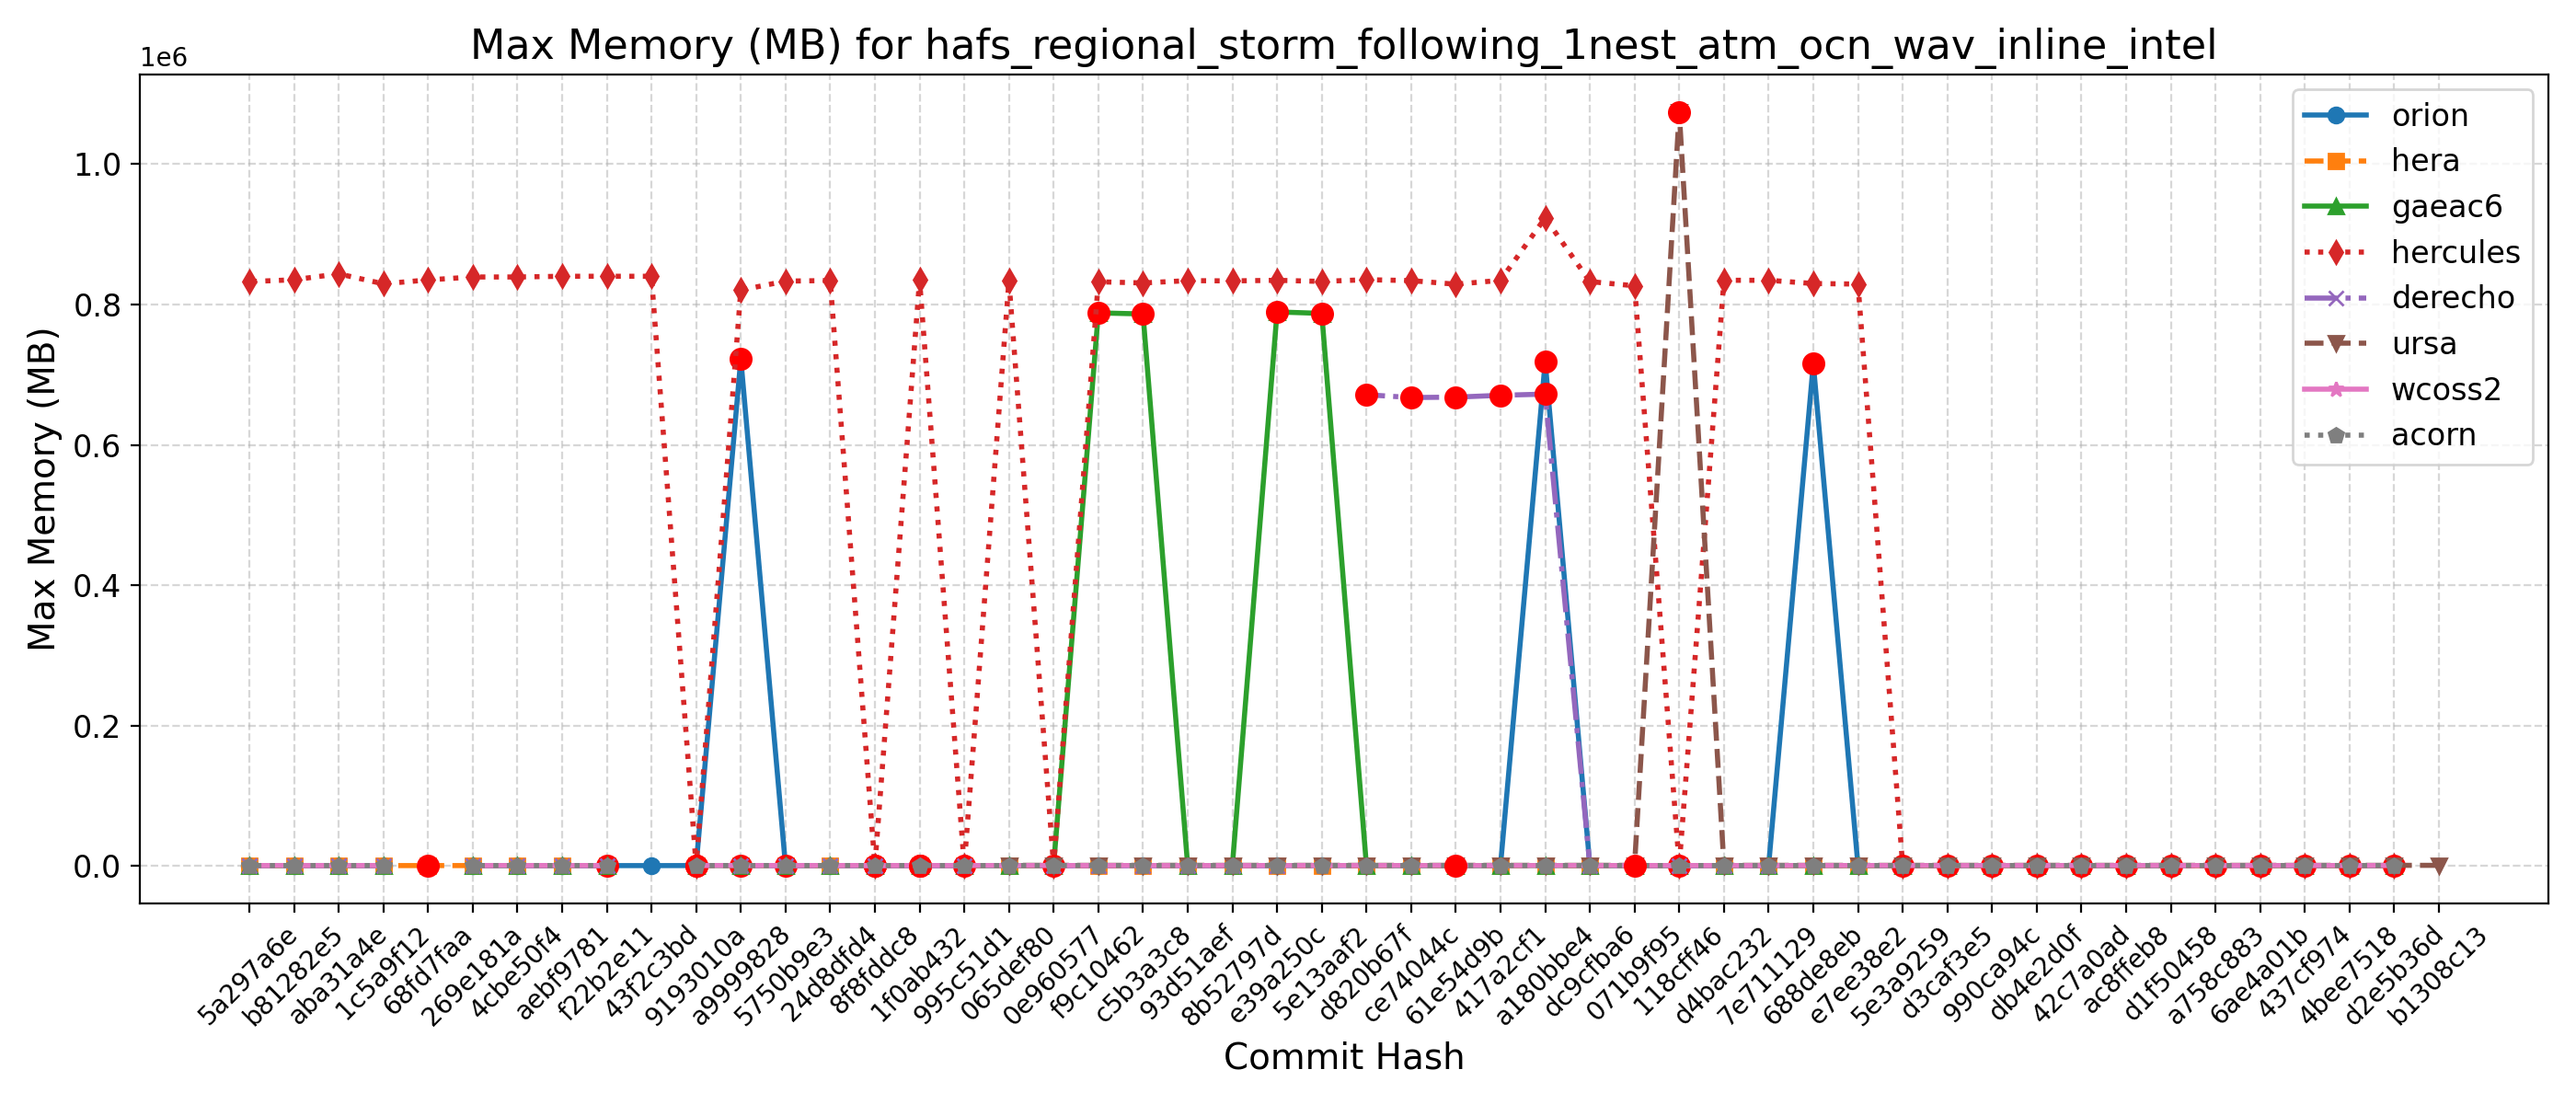 Max Memory (MB) for hafs_regional_storm_following_1nest_atm_ocn_wav_inline_intel
1e6
1.0
0.8
0.6
0.4
0.2
0.0
Max Memory (MB)
orion
hera
gaeac6
hercules
derecho
ursa
wcoss2
acorn
5a297a6e
b81282e5
aba31a4e
1c5a9f12
68fd7faa
269e181a
4cbe50f4
aebf9781
f22b2e11
43f2c3bd
9193010a
a9999828
5750b9e3
24d8dfd4
8f8fddc8
1f0ab432
995c51d1
065def80
0e960577
f9c10462
c5b3a3c8
93d51aef
8b52797d
e39a250c
5e13aaf2
d820b67f
ce74044c
61e54d9b
417a2cf1
a180bbe4
dc9cfba6
071b9f95
118cff46
d4bac232
7e711129
688de8eb
e7ee38e2
5e3a9259
d3caf3e5
990ca94c
db4e2d0f
42c7a0ad
ac8ffeb8
d1f50458
a758c883
6ae4a01b
437cf974
4bee7518
d2e5b36d
b1308c13
Commit Hash